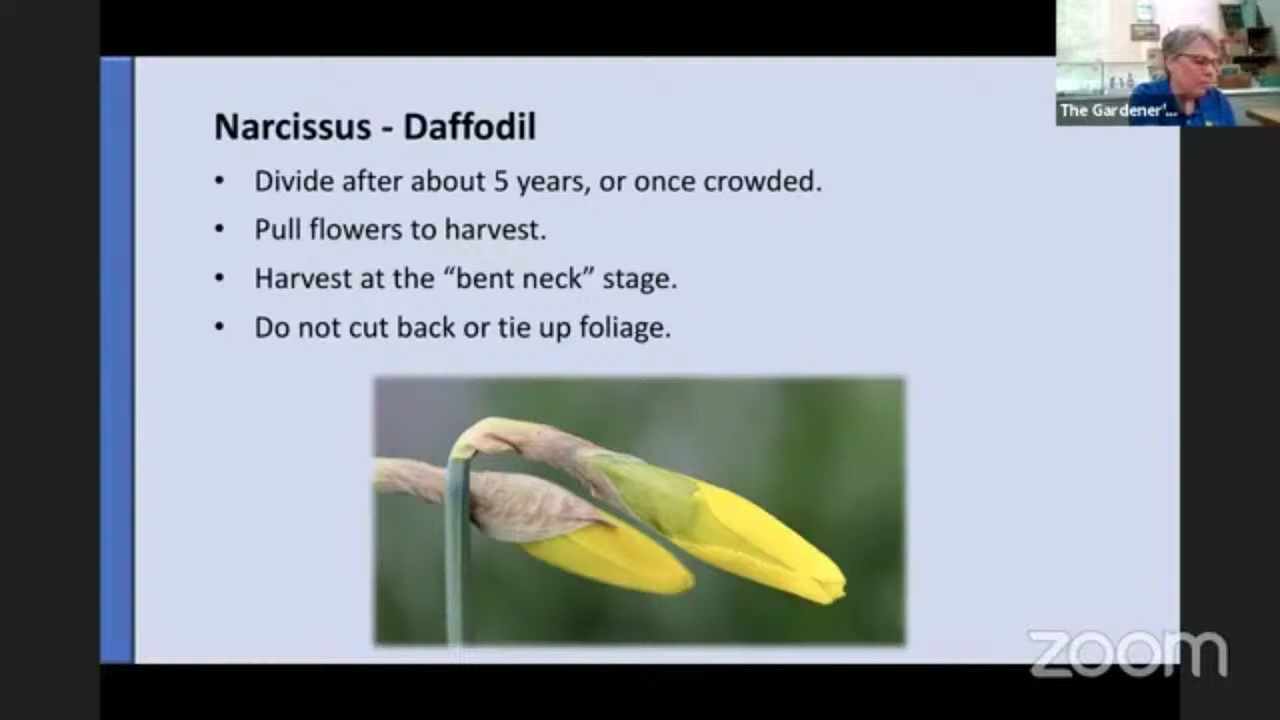 The Gardener'...
Narcissus - Daffodil
• Divide after about 5 years, or once crowded.
• Pull flowers to harvest.
• Harvest at the “bent neck” stage.
• Do not cut back or tie up foliage.
zoom